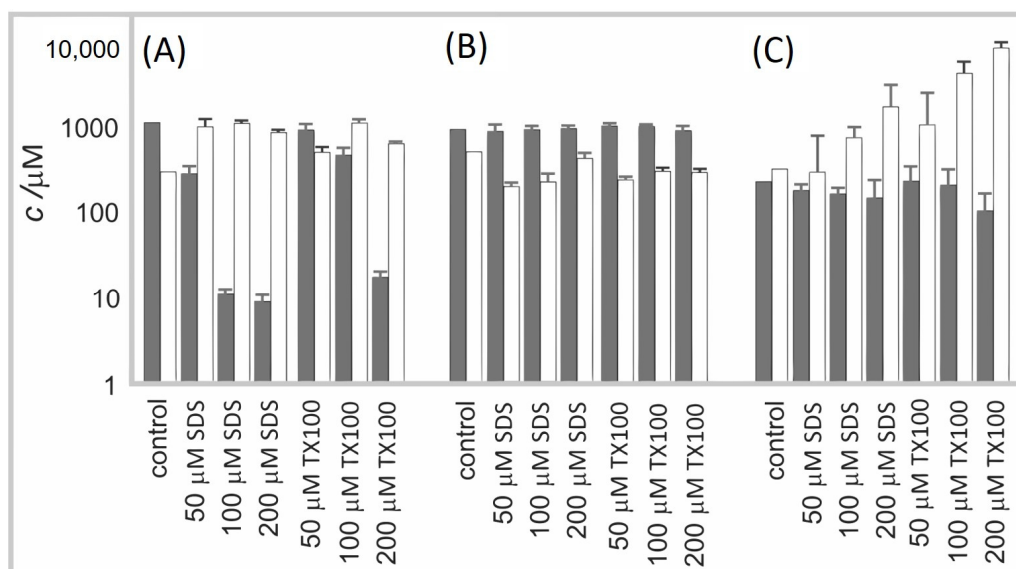 10,000
1000
100
10
1
c /μM
(A)
(B)
(C)
control
50 μM SDS
100 μM SDS
200 μM SDS
50 μM TX100
100 μM TX100
200 μM TX100
control
50 μM SDS
100 μM SDS
200 μM SDS
50 μM TX100
100 μM TX100
200 μM TX100
control
50 μM SDS
100 μM SDS
200 μM SDS
50 μM TX100
100 μM TX100
200 μM TX100